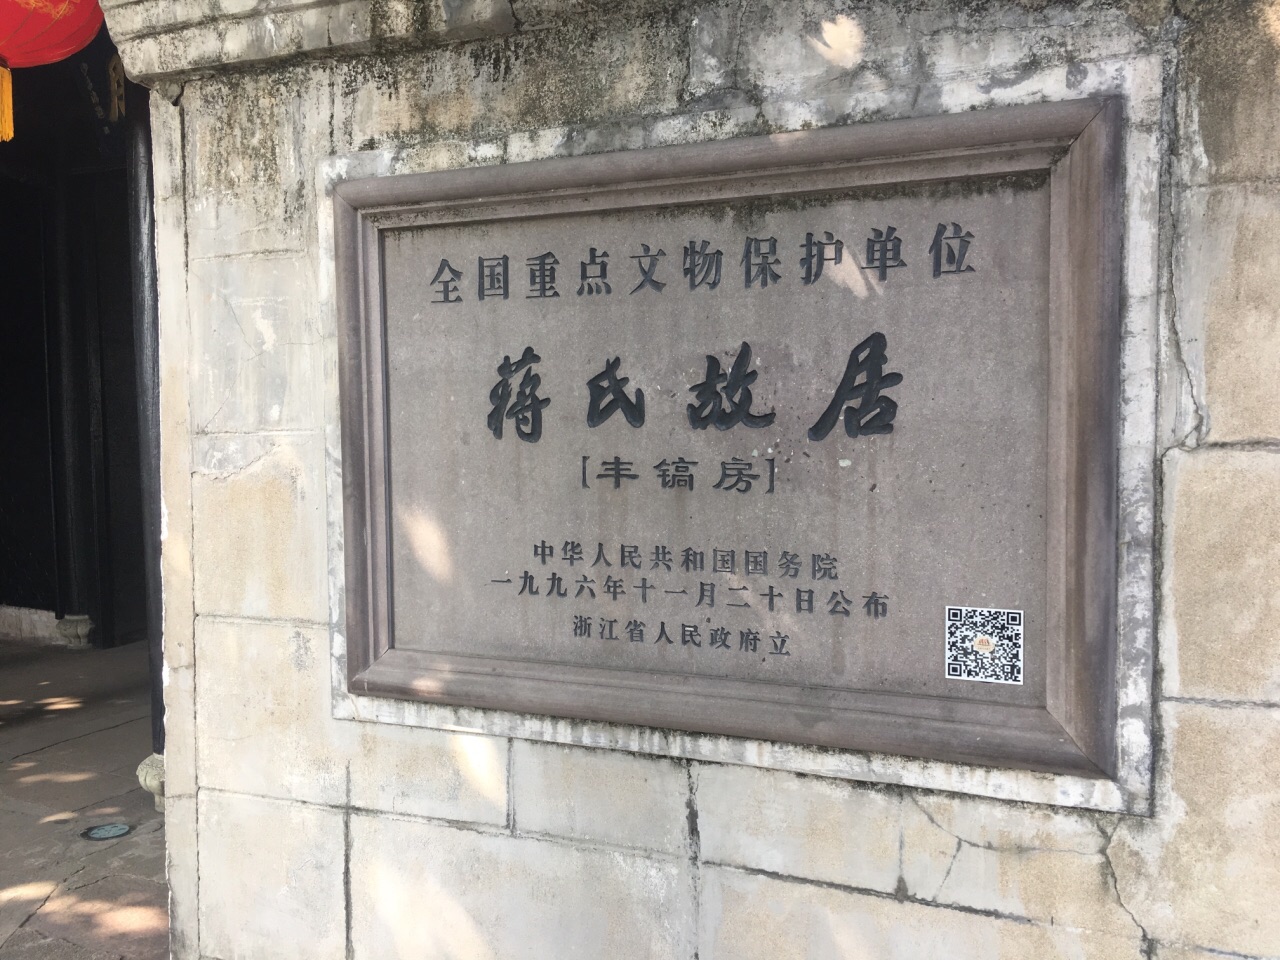 全国重点文物保护单位
蒋氏故居
[丰镐房]
中华人民共和国国务院
一九九六年十一月二十日公布
浙江省人民政府立